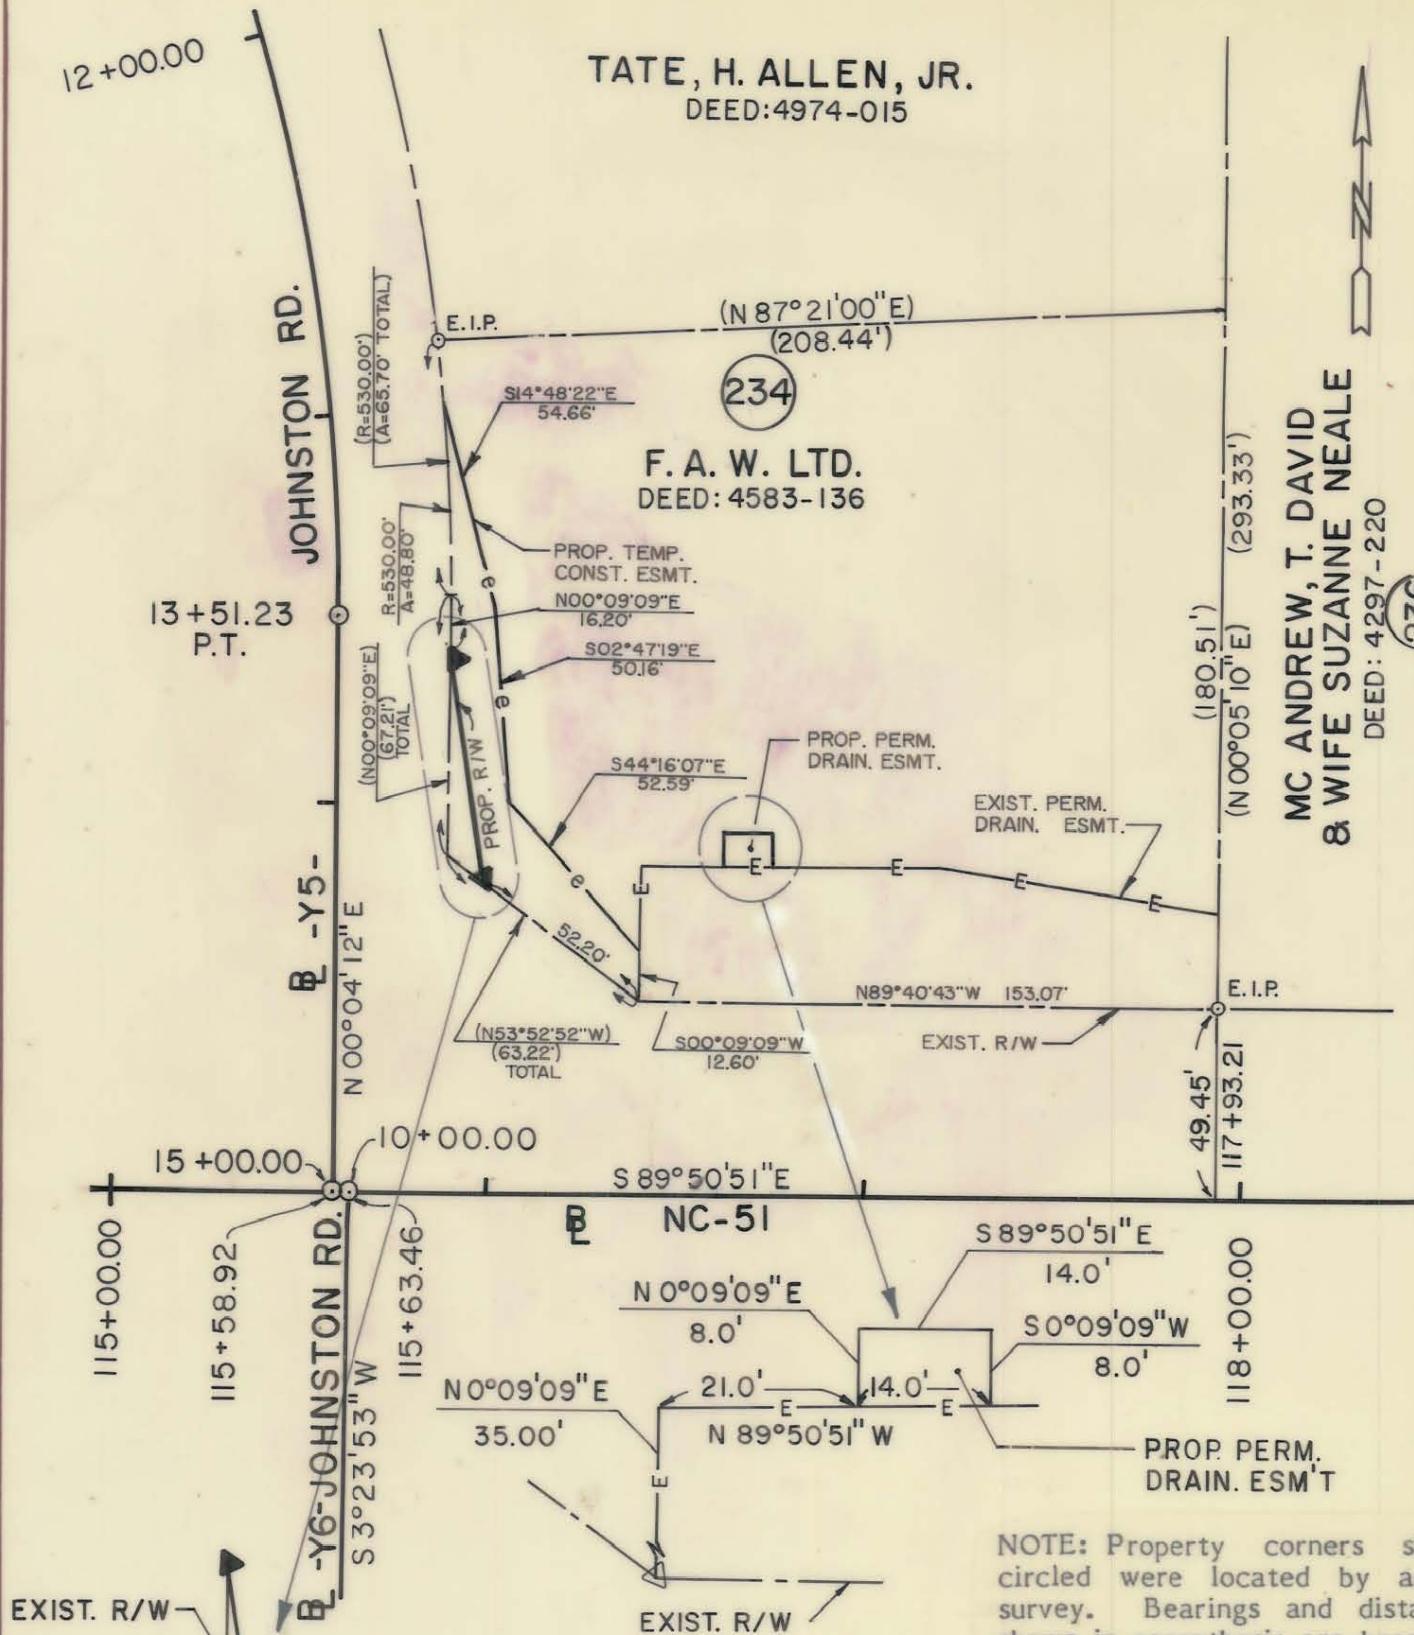 12+00.00
TATE, H. ALLEN, JR.
DEED:4974-015
N
JOHNSTON RD.
(R=530.00')
(A=65.70' TOTAL)
E.I.P.
(N 87°21'00"E)
(208.44')
234
S14°48'22"E
54.66'
F. A. W. LTD.
DEED: 4583-136
R=530.00'
A=48.80'
PROP. TEMP.
CONST. ESMT.
e
N00°09'09"E
16.20'
S02°47'19"E
50.16'
e
13+51.23
P.T.
(N00°09'09"E)
(67.21')
TOTAL
PROP. R/W
S44°16'07"E
52.59'
e
PROP. PERM.
DRAIN. ESMT.
EXIST. PERM.
DRAIN. ESMT.
E
E
E
E
E
(293.33')
(180.51')
(N00°05'10"E)
MC ANDREW, T. DAVID
& WIFE SUZANNE NEALE
DEED: 4297-220
BL -Y5-
N 00°04'12"E
52.20'
(N53°52'52"W)
(63.22')
TOTAL
S00°09'09"W
12.60'
N89°40'43"W 153.07'
EXIST. R/W
E.I.P.
49.45'
117+93.21
15+00.00
10+00.00
S 89°50'51"E
BL NC-51
115+00.00
115+58.92
BL -Y6-JOHNSTON RD.
S 3°23'53"W
115+63.46
118+00.00
S 89°50'51"E
14.0'
N 0°09'09"E
8.0'
S 0°09'09"W
8.0'
N 0°09'09"E
35.00'
21.0'
14.0'
E
E
N 89°50'51" W
E
PROP. PERM.
DRAIN. ESM'T
EXIST. R/W
EXIST. R/W
NOTE: Property corners
circled were located by
survey. Bearings and